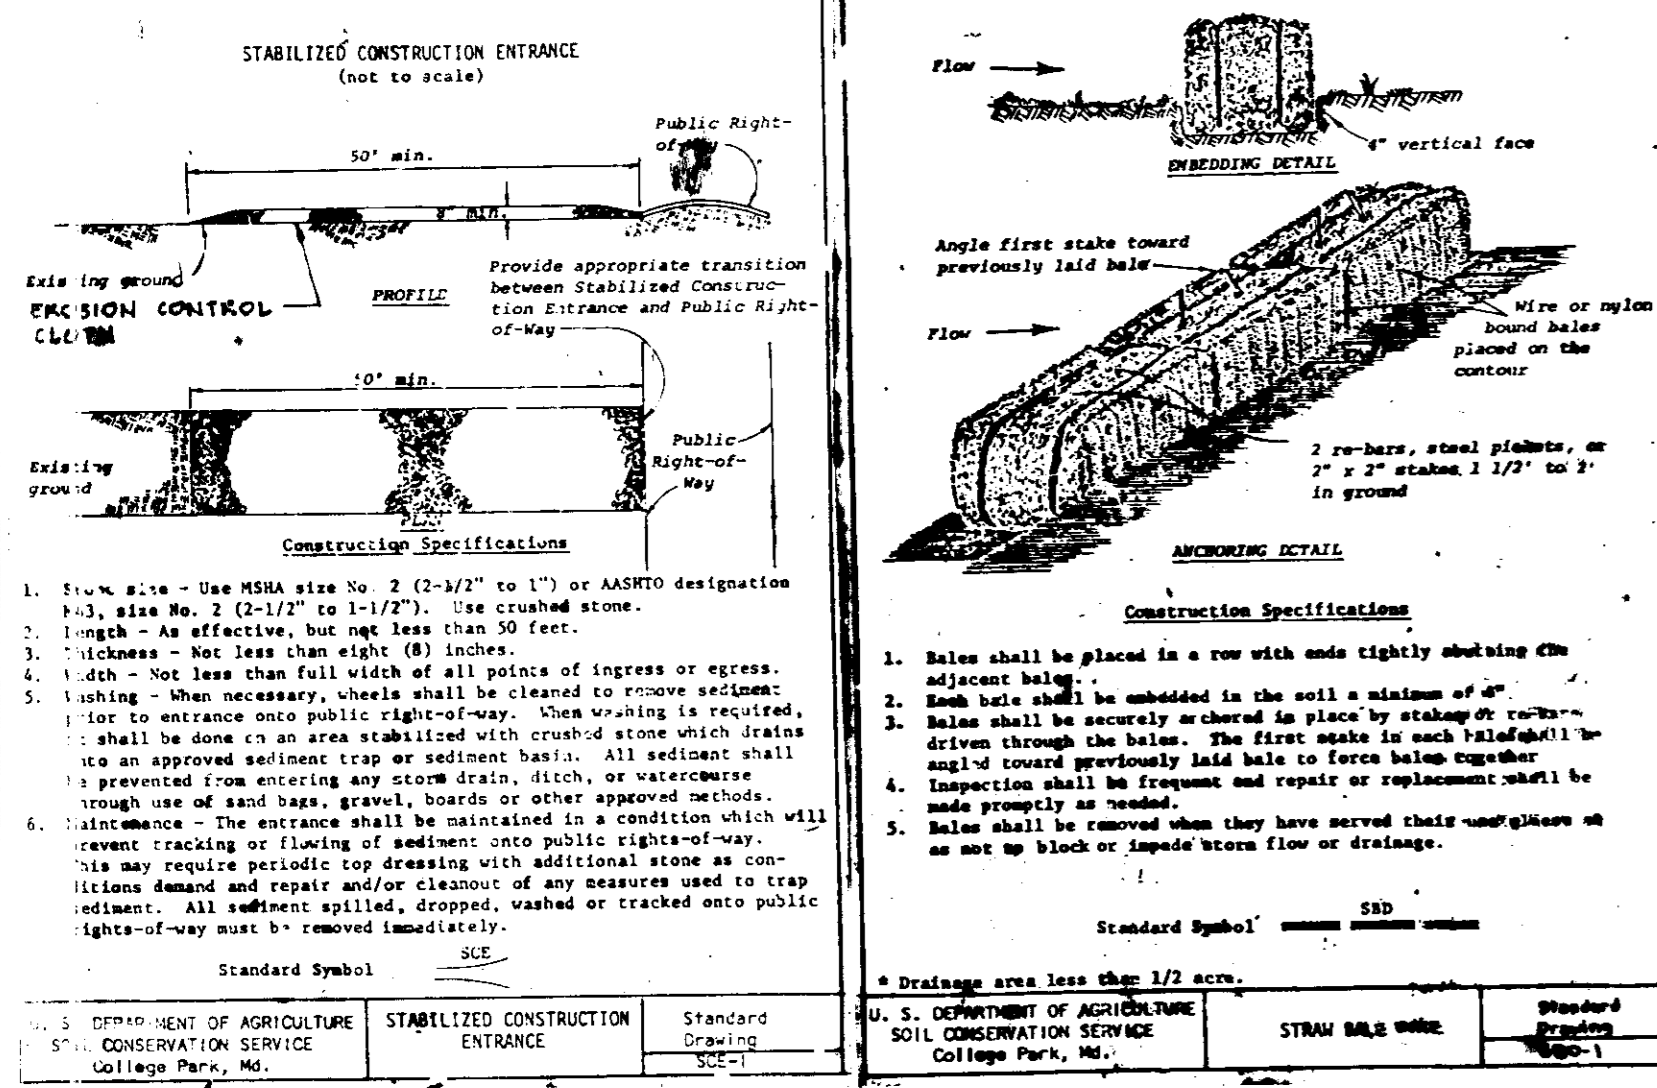 STABILIZED CONSTRUCTION ENTRANCE
(not to scale)
Public Right-
of-Way
50' min.
8" min.
Existing ground
PROFILE
EROSION CONTROL
CLOTH
Provide appropriate transition
between Stabilized Construc-
tion Entrance and Public Right-
of-Way
50' min.
Existing
ground
Public
Right-of-
Way
PLAN
Construction Specifications
1. Stone size - Use MSHA size No. 2 (2-1/2" to 1") or AASHTO designation
M43, size No. 2 (2-1/2" to 1-1/2"). Use crushed stone.
2. Length - As effective, but not less than 50 feet.
3. Thickness - Not less than eight (8) inches.
4. Width - Not less than full width of all points of ingress or egress.
5. Washing - When necessary, wheels shall be cleaned to remove sediment
prior to entrance onto public right-of-way. When washing is required,
it shall be done on an area stabilized with crushed stone which drains
into an approved sediment trap or sediment basin. All sediment shall
be prevented from entering any storm drain, ditch, or watercourse
through use of sand bags, gravel, boards or other approved methods.
6. Maintenance - The entrance shall be maintained in a condition which will
prevent tracking or flowing of sediment onto public rights-of-way.
This may require periodic top dressing with additional stone as con-
ditions demand and repair and/or cleanout of any measures used to trap
sediment. All sediment spilled, dropped, washed or tracked onto public
rights-of-way must be removed immediately.
Standard Symbol SCE
U. S. DEPARTMENT OF AGRICULTURE
SOIL CONSERVATION SERVICE
College Park, Md.
STABILIZED CONSTRUCTION
ENTRANCE
Standard
Drawing
SCE-1
Flow
4" vertical face
EMBEDDING DETAIL
Angle first stake toward
previously laid bale
Flow
Wire or nylon
bound bales
placed on the
contour
2 re-bars, steel pickets, or
2" x 2" stakes 1 1/2' to 2'
in ground
ANCHORING DETAIL
Construction Specifications
1. Bales shall be placed in a row with ends tightly abutting the
adjacent bales.
2. Each bale shall be embedded in the soil a minimum of 4".
3. Bales shall be securely anchored in place by stakes or re-bars
driven through the bales. The first stake in each bale shall be
angled toward previously laid bale to force bales together
4. Inspection shall be frequent and repair or replacement shall be
made promptly as needed.
5. Bales shall be removed when they have served their usefulness so
as not to block or impede storm flow or drainage.
Standard Symbol SBD
* Drainage area less than 1/2 acre.
U. S. DEPARTMENT OF AGRICULTURE
SOIL CONSERVATION SERVICE
College Park, Md.
STRAW BALE DIKE
Standard
Drawing
SBD-1